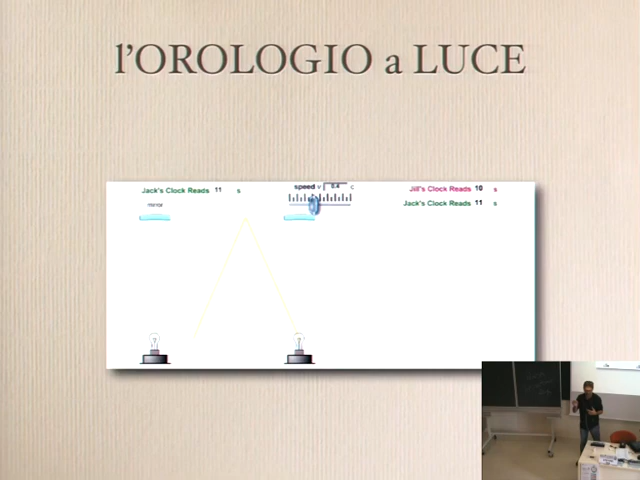 l'OROLOGIO a LUCE
Jack's Clock Reads 11 s
speed v 0.4 c
Jill's Clock Reads 10 s
Jack's Clock Reads 11 s
mirror